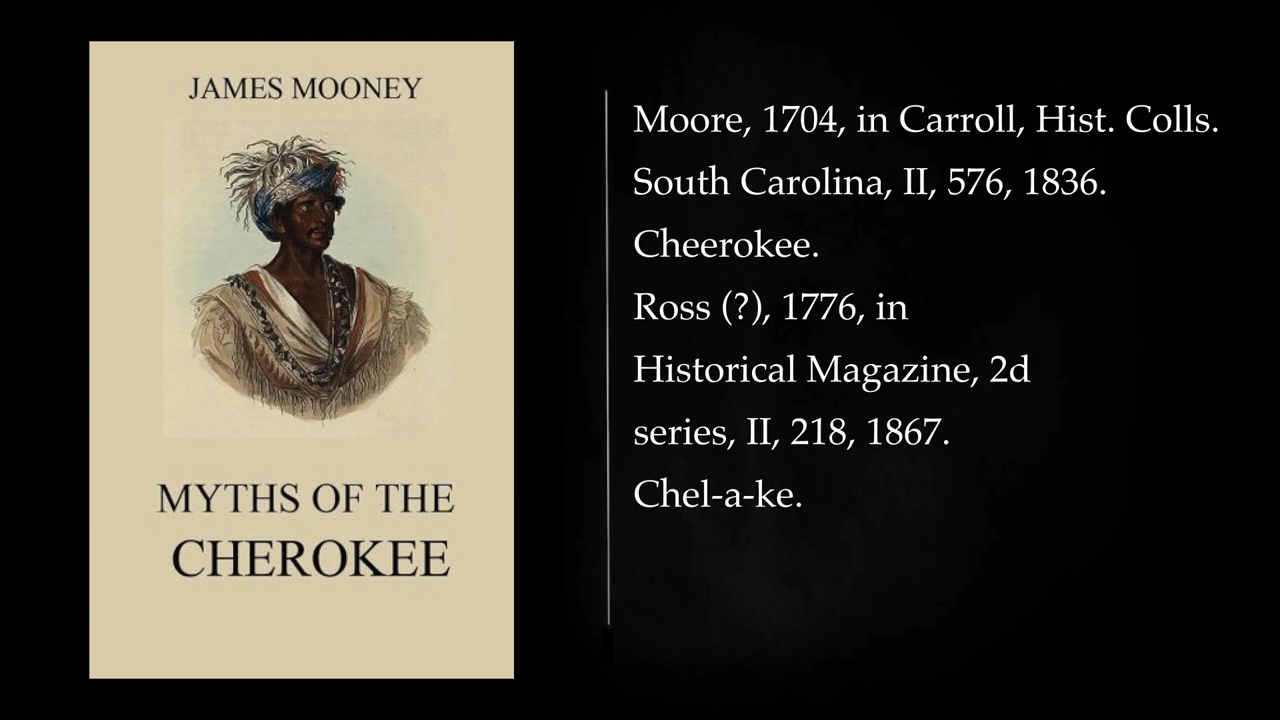 JAMES MOONEY
MYTHS OF THE
CHEROKEE
Moore, 1704, in Carroll, Hist. Colls.
South Carolina, II, 576, 1836.
Cheerokee.
Ross (?), 1776, in
Historical Magazine, 2d
series, II, 218, 1867.
Chel-a-ke.